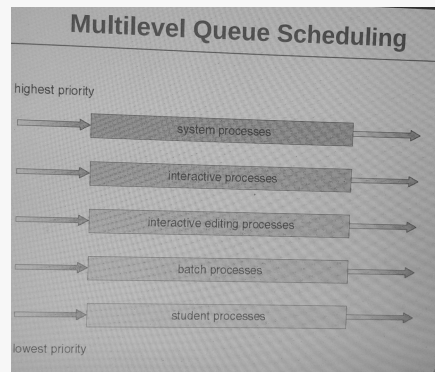 Multilevel Queue Scheduling
highest priority
system processes
interactive processes
interactive editing processes
batch processes
student processes
lowest priority